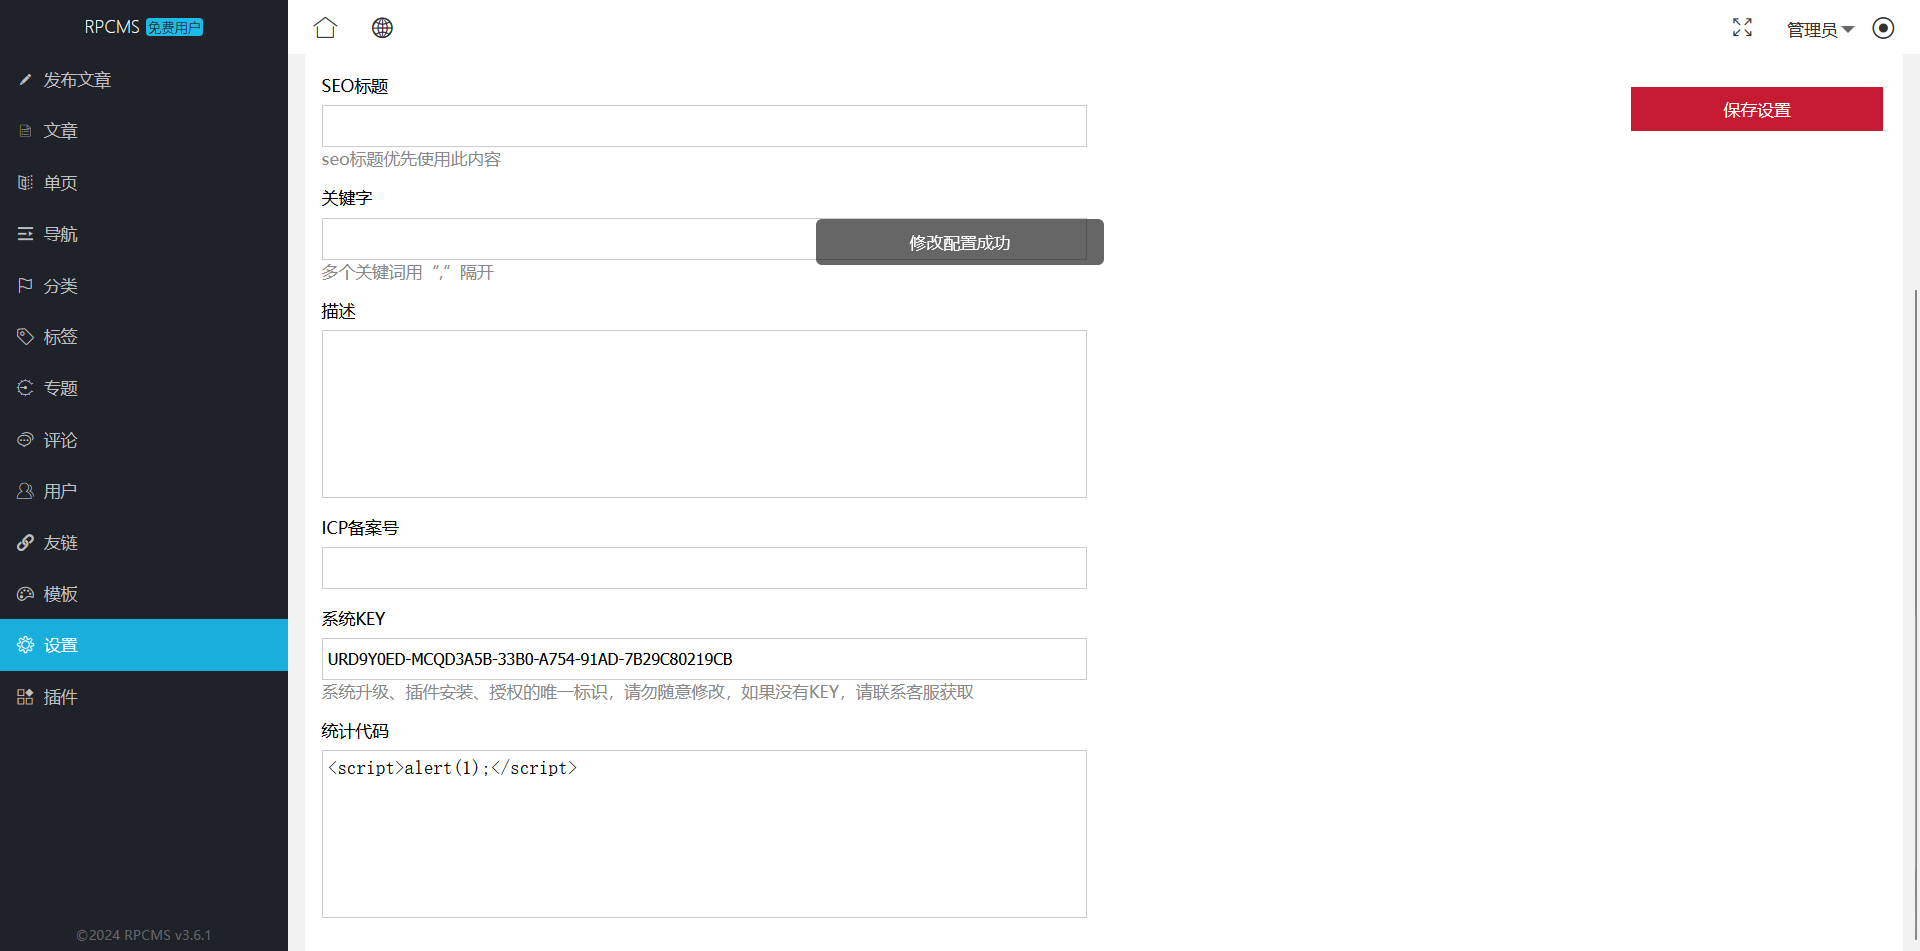 RPCMS 免费用户
管理员
发布文章
文章
单页
导航
分类
标签
专题
评论
用户
友链
模板
设置
插件
©2024 RPCMS v3.6.1
SEO标题
保存设置
seo标题优先使用此内容
关键字
修改配置成功
多个关键词用“,”隔开
描述
ICP备案号
系统KEY
URD9Y0ED-MCQD3A5B-33B0-A754-91AD-7B29C80219CB
系统升级、插件安装、授权的唯一标识，请勿随意修改，如果没有KEY，请联系客服获取
统计代码
<script>alert(1);</script>